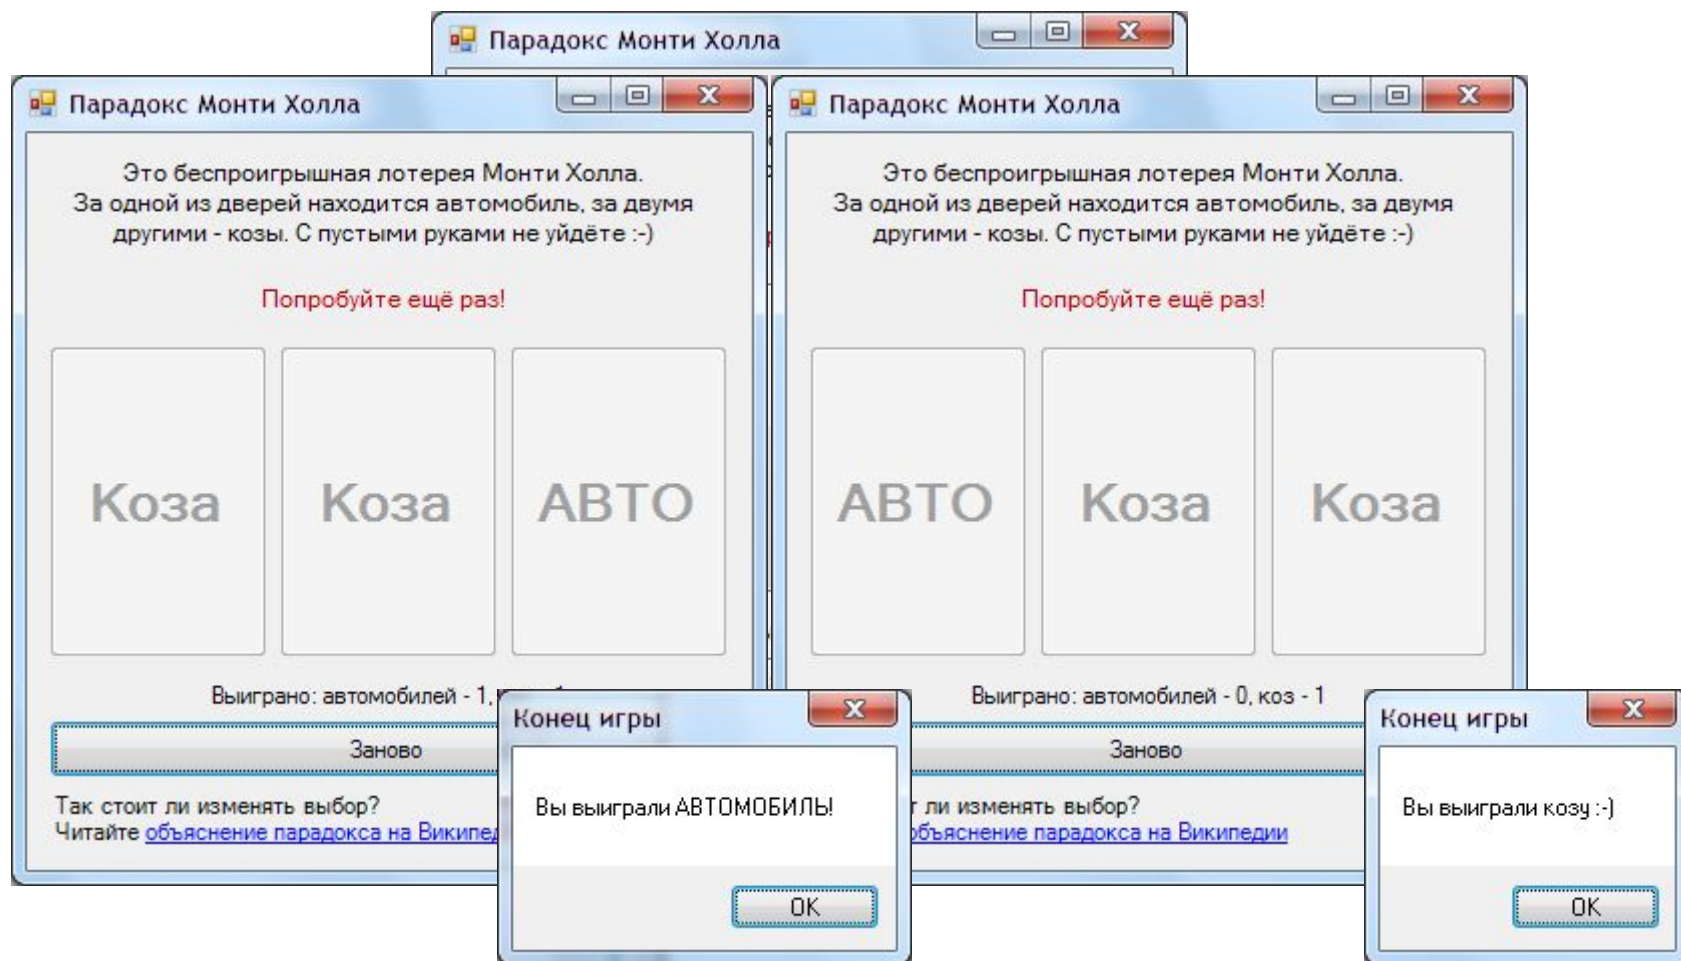 Парадокс Монти Холла
Парадокс Монти Холла
Это беспроигрышная лотерея Монти Холла.
За одной из дверей находится автомобиль, за двумя
другими - козы. С пустыми руками не уйдёте :-)
Попробуйте ещё раз!
Коза
Коза
АВТО
Выиграно: автомобилей - 1,
Заново
Так стоит ли изменять выбор?
Читайте объяснение парадокса на
Конец игры
Вы выиграли АВТОМОБИЛЬ!
OK
Парадокс Монти Холла
Это беспроигрышная лотерея Монти Холла.
За одной из дверей находится автомобиль, за двумя
другими - козы. С пустыми руками не уйдёте :-)
Попробуйте ещё раз!
АВТО
Коза
Коза
Выиграно: автомобилей - 0, коз - 1
Заново
ли изменять выбор?
объяснение парадокса на Википедии
Конец игры
Вы выиграли козу :-)
OK